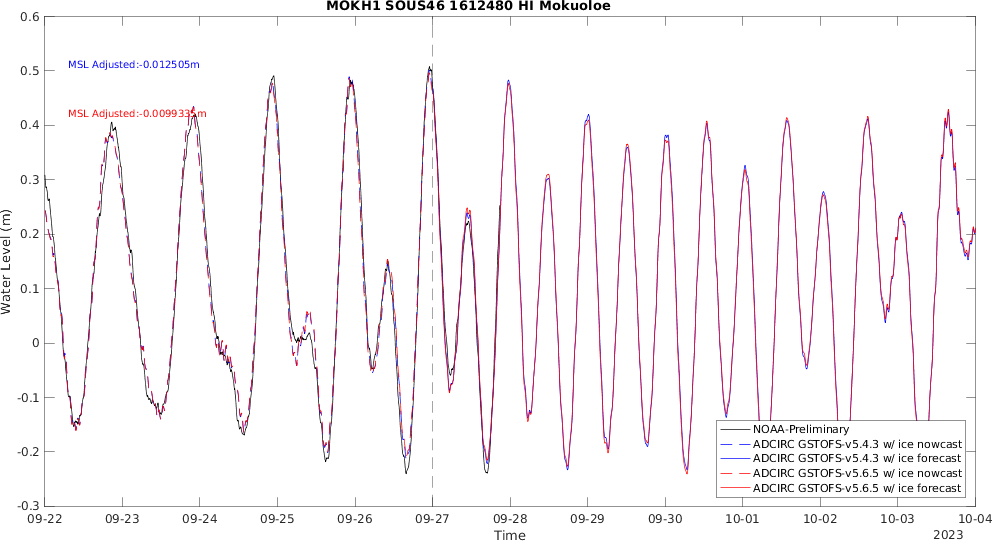 MOKH1 SOUS46 1612480 HI Mokuoloe
0.6
0.5
0.4
0.3
0.2
0.1
0
-0.1
-0.2
-0.3
Water Level (m)
MSL Adjusted:-0.012505m
MSL Adjusted:-0.0099335m
NOAA-Preliminary
ADCIRC GSTOFS-v5.4.3 w/ ice nowcast
ADCIRC GSTOFS-v5.4.3 w/ ice forecast
ADCIRC GSTOFS-v5.6.5 w/ ice nowcast
ADCIRC GSTOFS-v5.6.5 w/ ice forecast
09-22 09-23 09-24 09-25 09-26 09-27 09-28 09-29 09-30 10-01 10-02 10-03 10-04
Time
2023